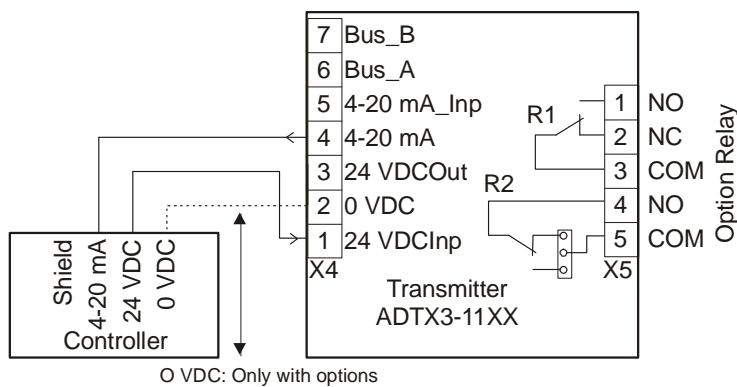 7 Bus_B
6 Bus_A
5 4-20 mA_Inp
4 4-20 mA
3 24 VDCOut
2 0 VDC
1 24 VDCInp
X4
R1
R2
1 NO
2 NC
3 COM
4 NO
5 COM
X5
Option Relay
Transmitter
ADTX3-11XX
Shield
4-20 mA
24 VDC
0 VDC
Controller
O VDC: Only with options